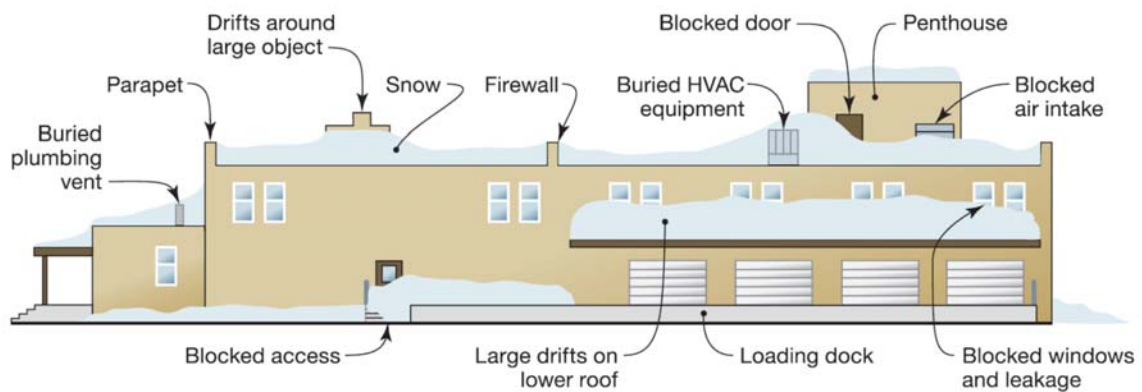 Drifts around
large object
Blocked door
Penthouse
Parapet
Snow
Firewall
Buried HVAC
equipment
Blocked
air intake
Buried
plumbing
vent
Blocked access
Large drifts on
lower roof
Loading dock
Blocked windows
and leakage